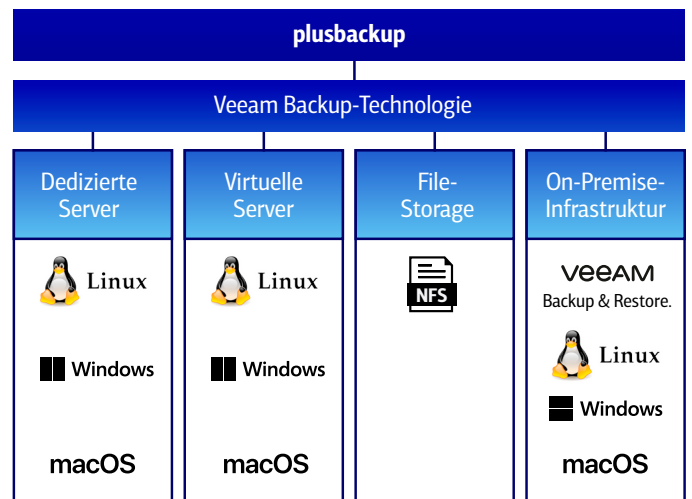 plusbackup
Veeam Backup-Technologie
Dedizierte
Server
Linux
Windows
macOS
Virtuelle
Server
Linux
Windows
macOS
File-
Storage
NFS
On-Premise-
Infrastruktur
veeAM
Backup & Restore.
Linux
Windows
macOS